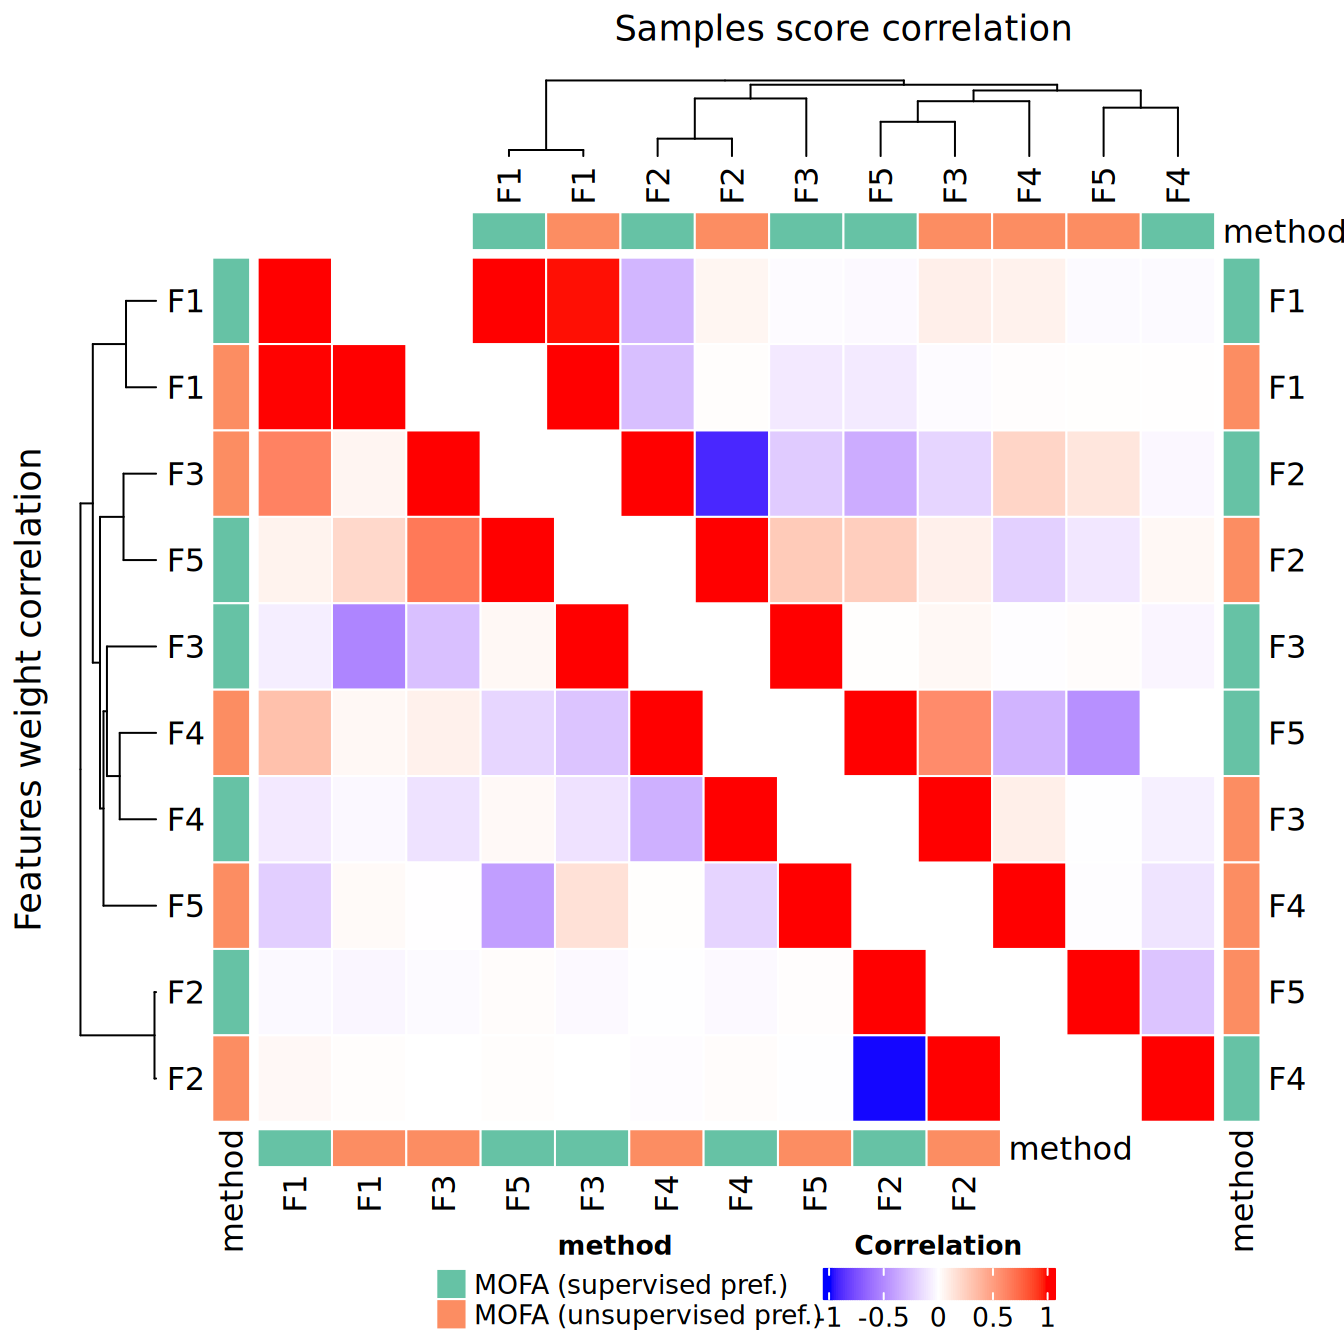 Samples score correlation
F1 F1 F2 F2 F3 F5 F3 F4 F5 F4
method
F1 F1
F1 F1
F3 F2
F5 F2
F3 F3
F4 F5
F4 F3
F5 F4
F2 F5
F2 F4
Features weight correlation
method
method
method
F1 F1 F3 F5 F3 F4 F4 F5 F2 F2
method
MOFA (supervised pref.)
MOFA (unsupervised pref.)
Correlation
-1 -0.5 0 0.5 1